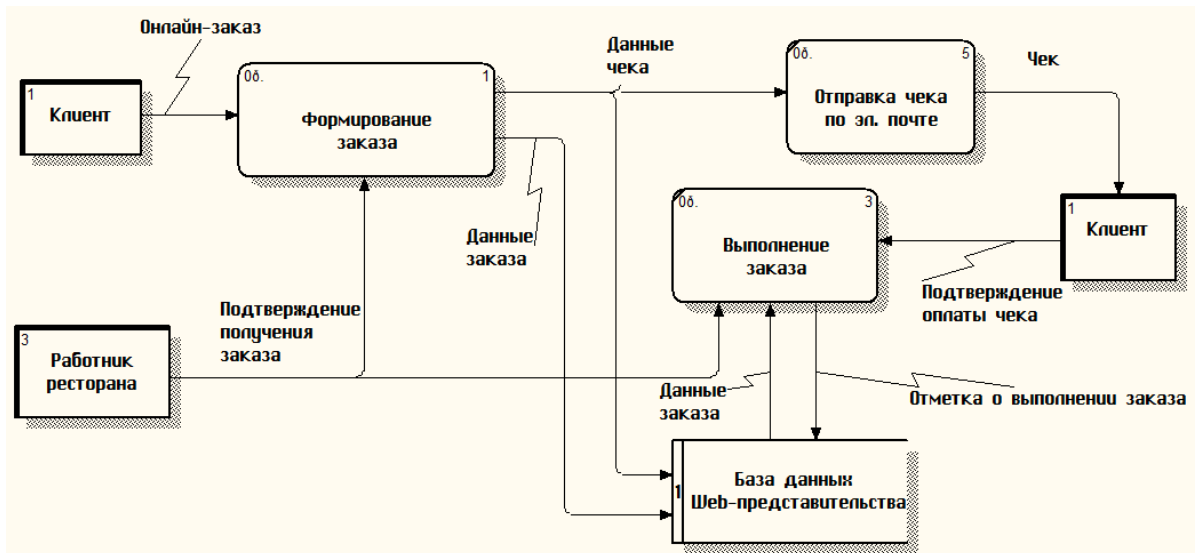 Онлайн-заказ
1
Клиент
0д.
1
Формирование
заказа
Данные
чека
0д.
5
Отправка чека
по эл. почте
Чек
Данные
заказа
0д.
3
Выполнение
заказа
1
Клиент
Подтверждение
оплаты чека
Подтверждение
получения
заказа
3
Работник
ресторана
Данные
заказа
Отметка о выполнении заказа
1
База данных
Web-представительства